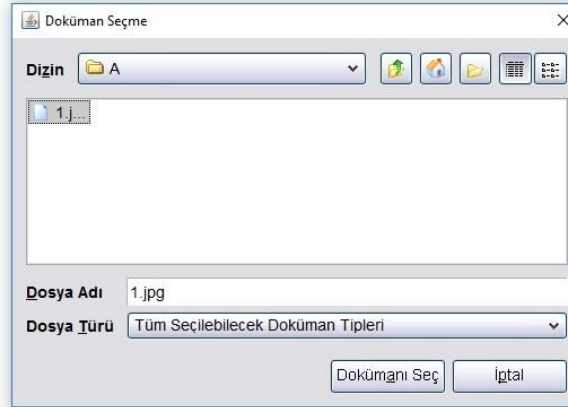 Doküman Seçme
Dizin A
1.j...
Dosya Adı 1.jpg
Dosya Türü Tüm Seçilebilecek Doküman Tipleri
Dokümanı Seç İptal